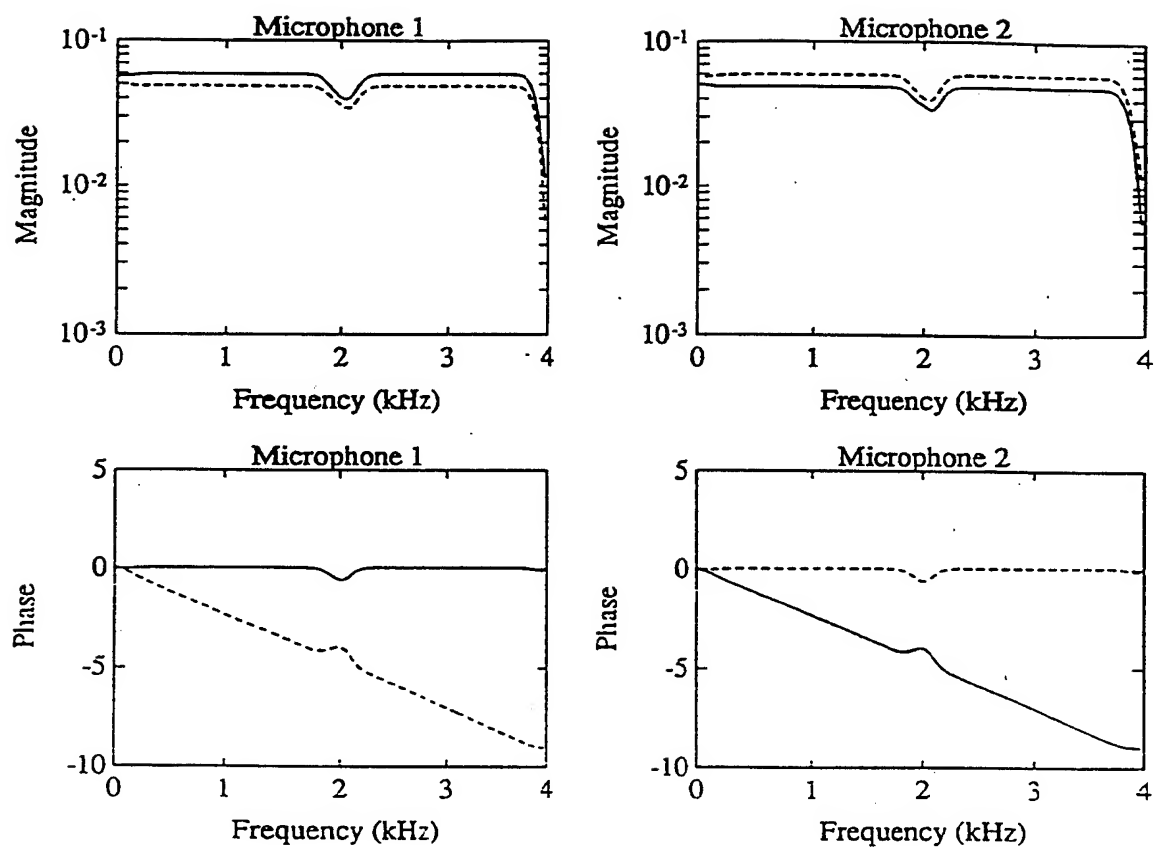 Microphone 1
10-1
10-2
10-3
Magnitude
0 1 2 3 4
Frequency (kHz)
Microphone 2
10-1
10-2
10-3
Magnitude
0 1 2 3 4
Frequency (kHz)
Microphone 1
5
0
-5
-10
Phase
0 1 2 3 4
Frequency (kHz)
Microphone 2
5
0
-5
-10
Phase
0 1 2 3 4
Frequency (kHz)